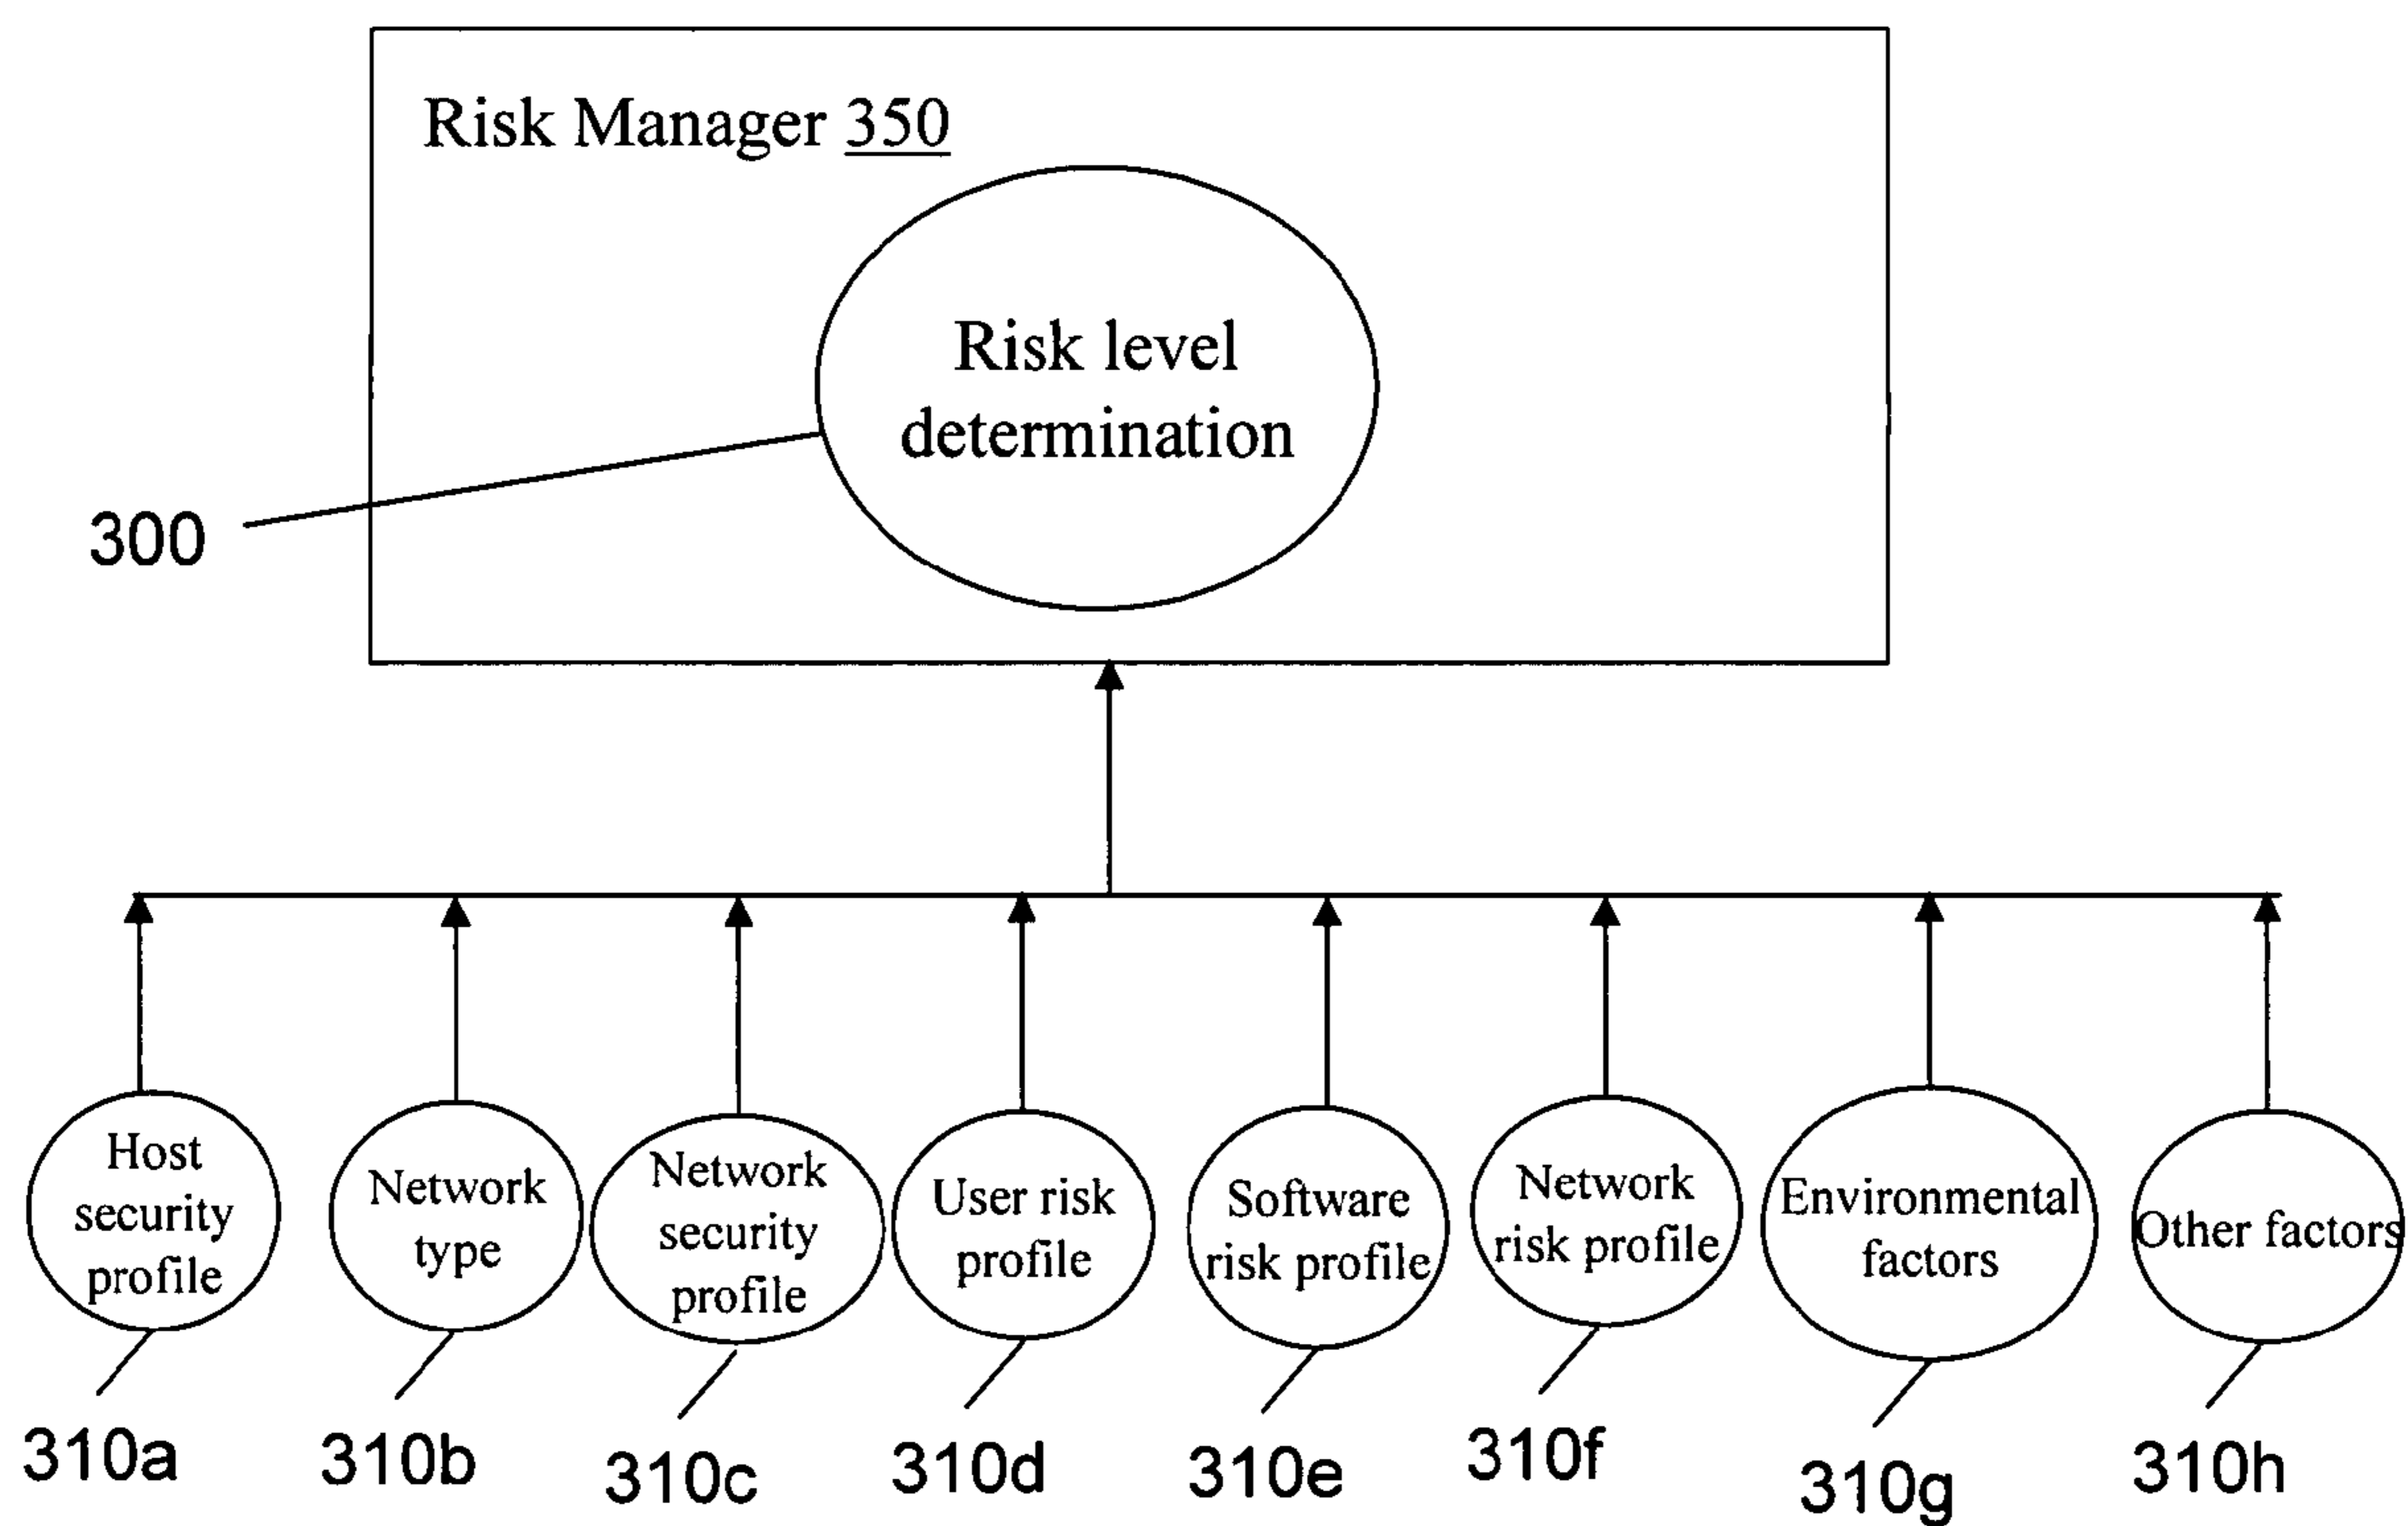 Risk Manager 350
Risk level
determination
300
Host
security
profile
Network
type
Network
security
profile
User risk
profile
Software
risk profile
Network
risk profile
Environmental
factors
Other factors
310a
310b
310c
310d
310e
310f
310g
310h